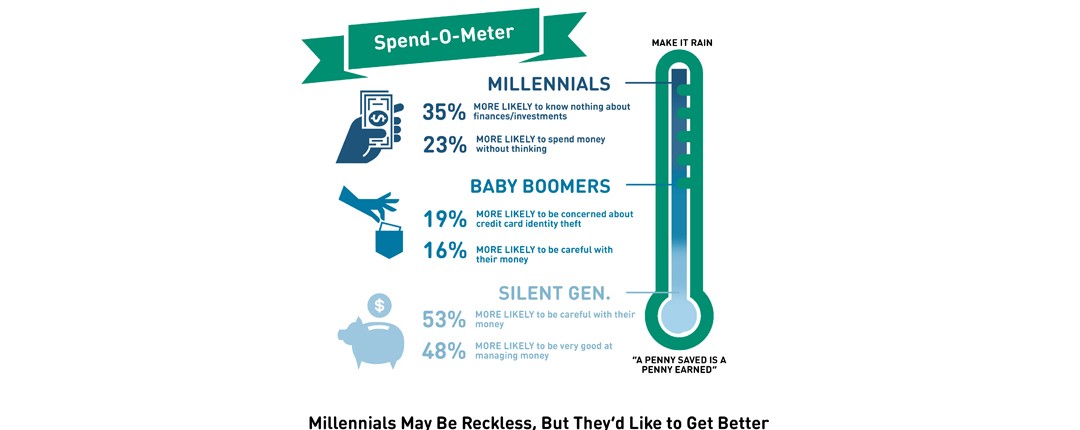 Spend-O-Meter
MAKE IT RAIN
MILLENNIALS
35% MORE LIKELY to know nothing about
finances/investments
23% MORE LIKELY to spend money
without thinking
BABY BOOMERS
19% MORE LIKELY to be concerned about
credit card identity theft
16% MORE LIKELY to be careful with
their money
SILENT GEN.
53% MORE LIKELY to be careful with their
money
48% MORE LIKELY to be very good at
managing money
$
$
"A PENNY SAVED IS A
PENNY EARNED"
Millennials May Be Reckless, But They'd Like to Get Better